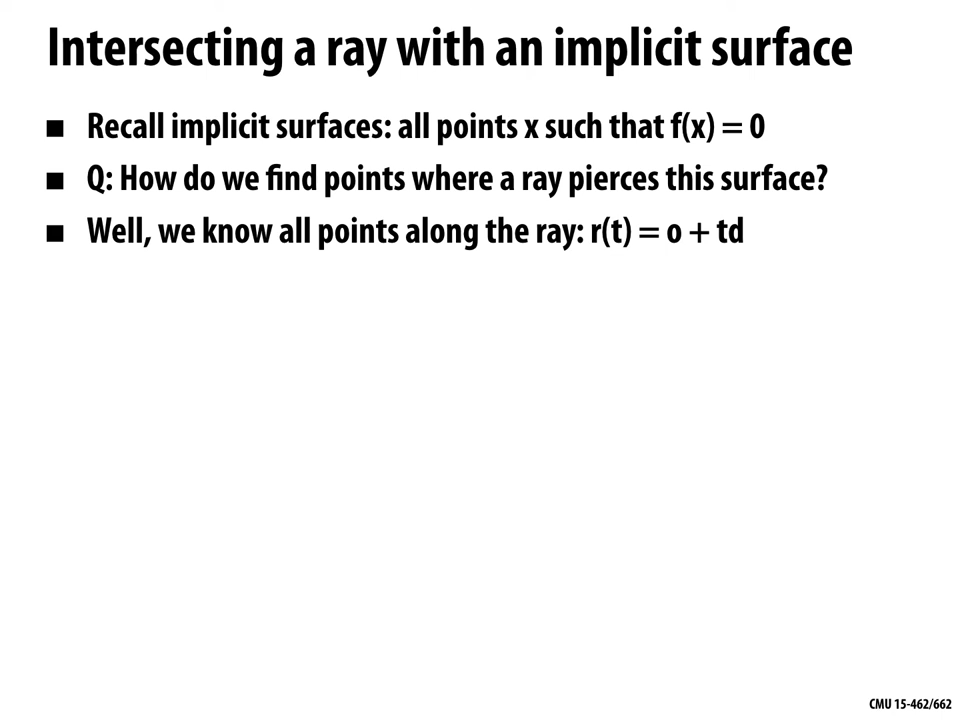 Intersecting a ray with an implicit surface
■ Recall implicit surfaces: all points x such that f(x) = 0
■ Q: How do we find points where a ray pierces this surface?
■ Well, we know all points along the ray: r(t) = o + td
CMU 15-462/662